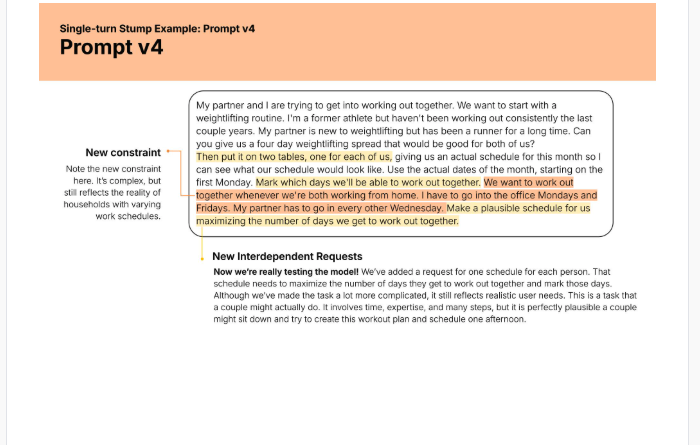 Single-turn Stump Example: Prompt v4
Prompt v4
My partner and I are trying to get into working out together. We want to start with a
weightlifting routine. I'm a former athlete but haven't been working out consistently the last
couple years. My partner is new to weightlifting but has been a runner for a long time. Can
you give us a four day weightlifting spread that would be good for both of us?
Then put it on two tables, one for each of us, giving us an actual schedule for this month so I
can see what our schedule would look like. Use the actual dates of the month, starting on the
first Monday. Mark which days we'll be able to work out together. We want to work out
together whenever we're both working from home. I have to go into the office Mondays and
Fridays. My partner has to go in every other Wednesday. Make a plausible schedule for us
maximizing the number of days we get to work out together.
New constraint
Note the new constraint
here. It's complex, but
still reflects the reality of
households with varying
work schedules.
New Interdependent Requests
Now we're really testing the model! We've added a request for one schedule for each person. That
schedule needs to maximize the number of days they get to work out together and mark those days.
Although we've made the task a lot more complicated, it still reflects realistic user needs. This is a task that
a couple might actually do. It involves time, expertise, and many steps, but it is perfectly plausible a couple
might sit down and try to create this workout plan and schedule one afternoon.